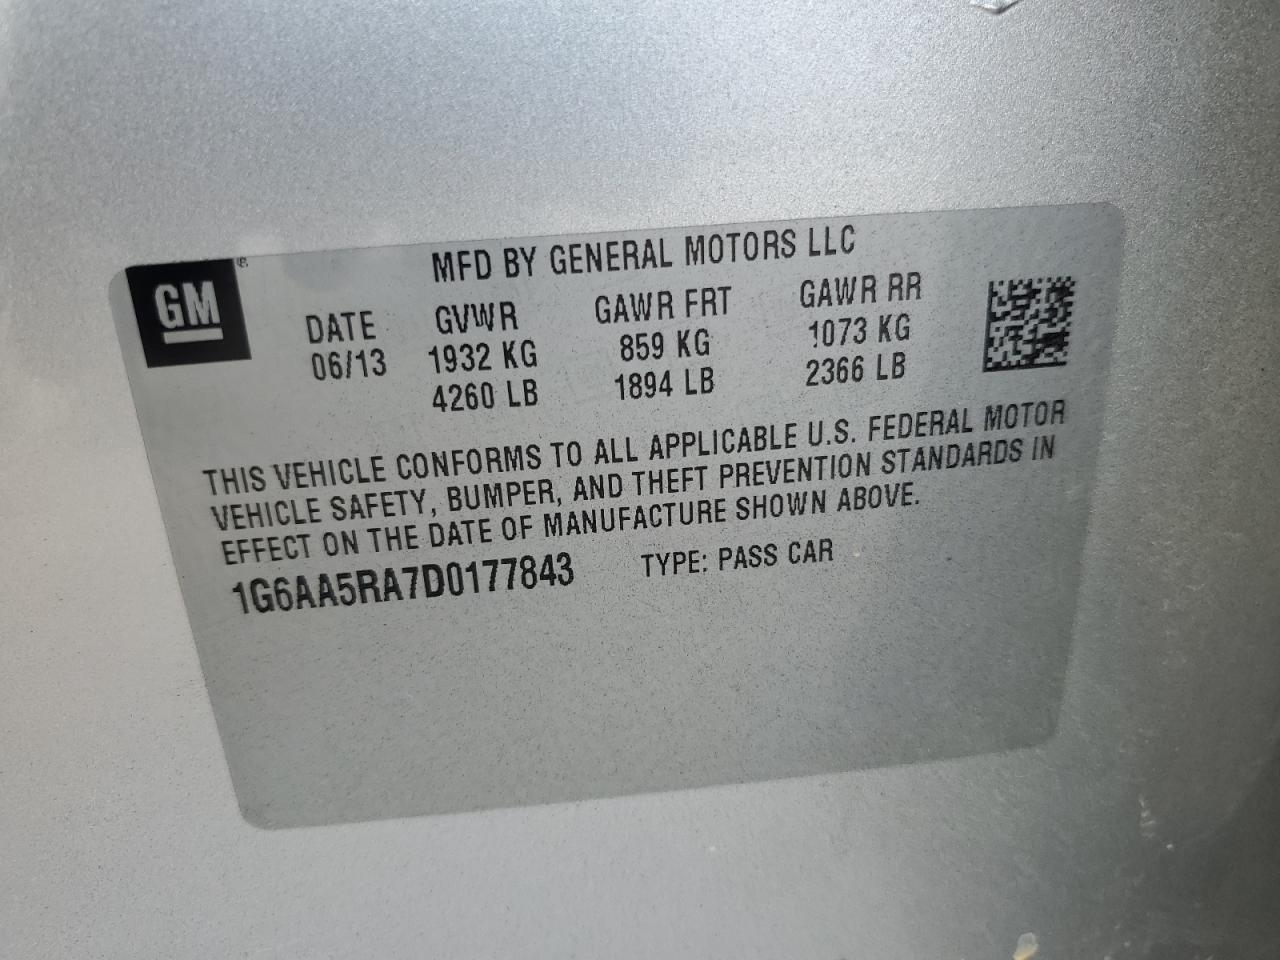 GM ®
MFD BY GENERAL MOTORS LLC
DATE GVWR GAWR FRT GAWR RR
06/13 1932 KG 859 KG 1073 KG
4260 LB 1894 LB 2366 LB
THIS VEHICLE CONFORMS TO ALL APPLICABLE U.S. FEDERAL MOTOR
VEHICLE SAFETY, BUMPER, AND THEFT PREVENTION STANDARDS IN
EFFECT ON THE DATE OF MANUFACTURE SHOWN ABOVE.
1G6AA5RA7D0177843 TYPE: PASS CAR